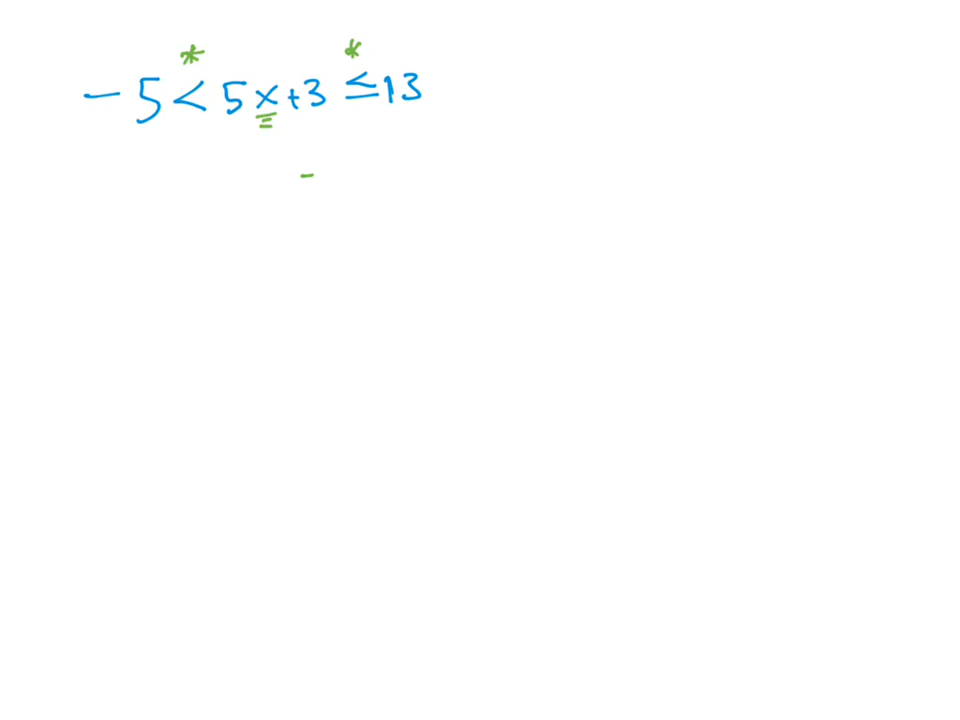 * *
- 5 < 5x+3 ≤ 13
-